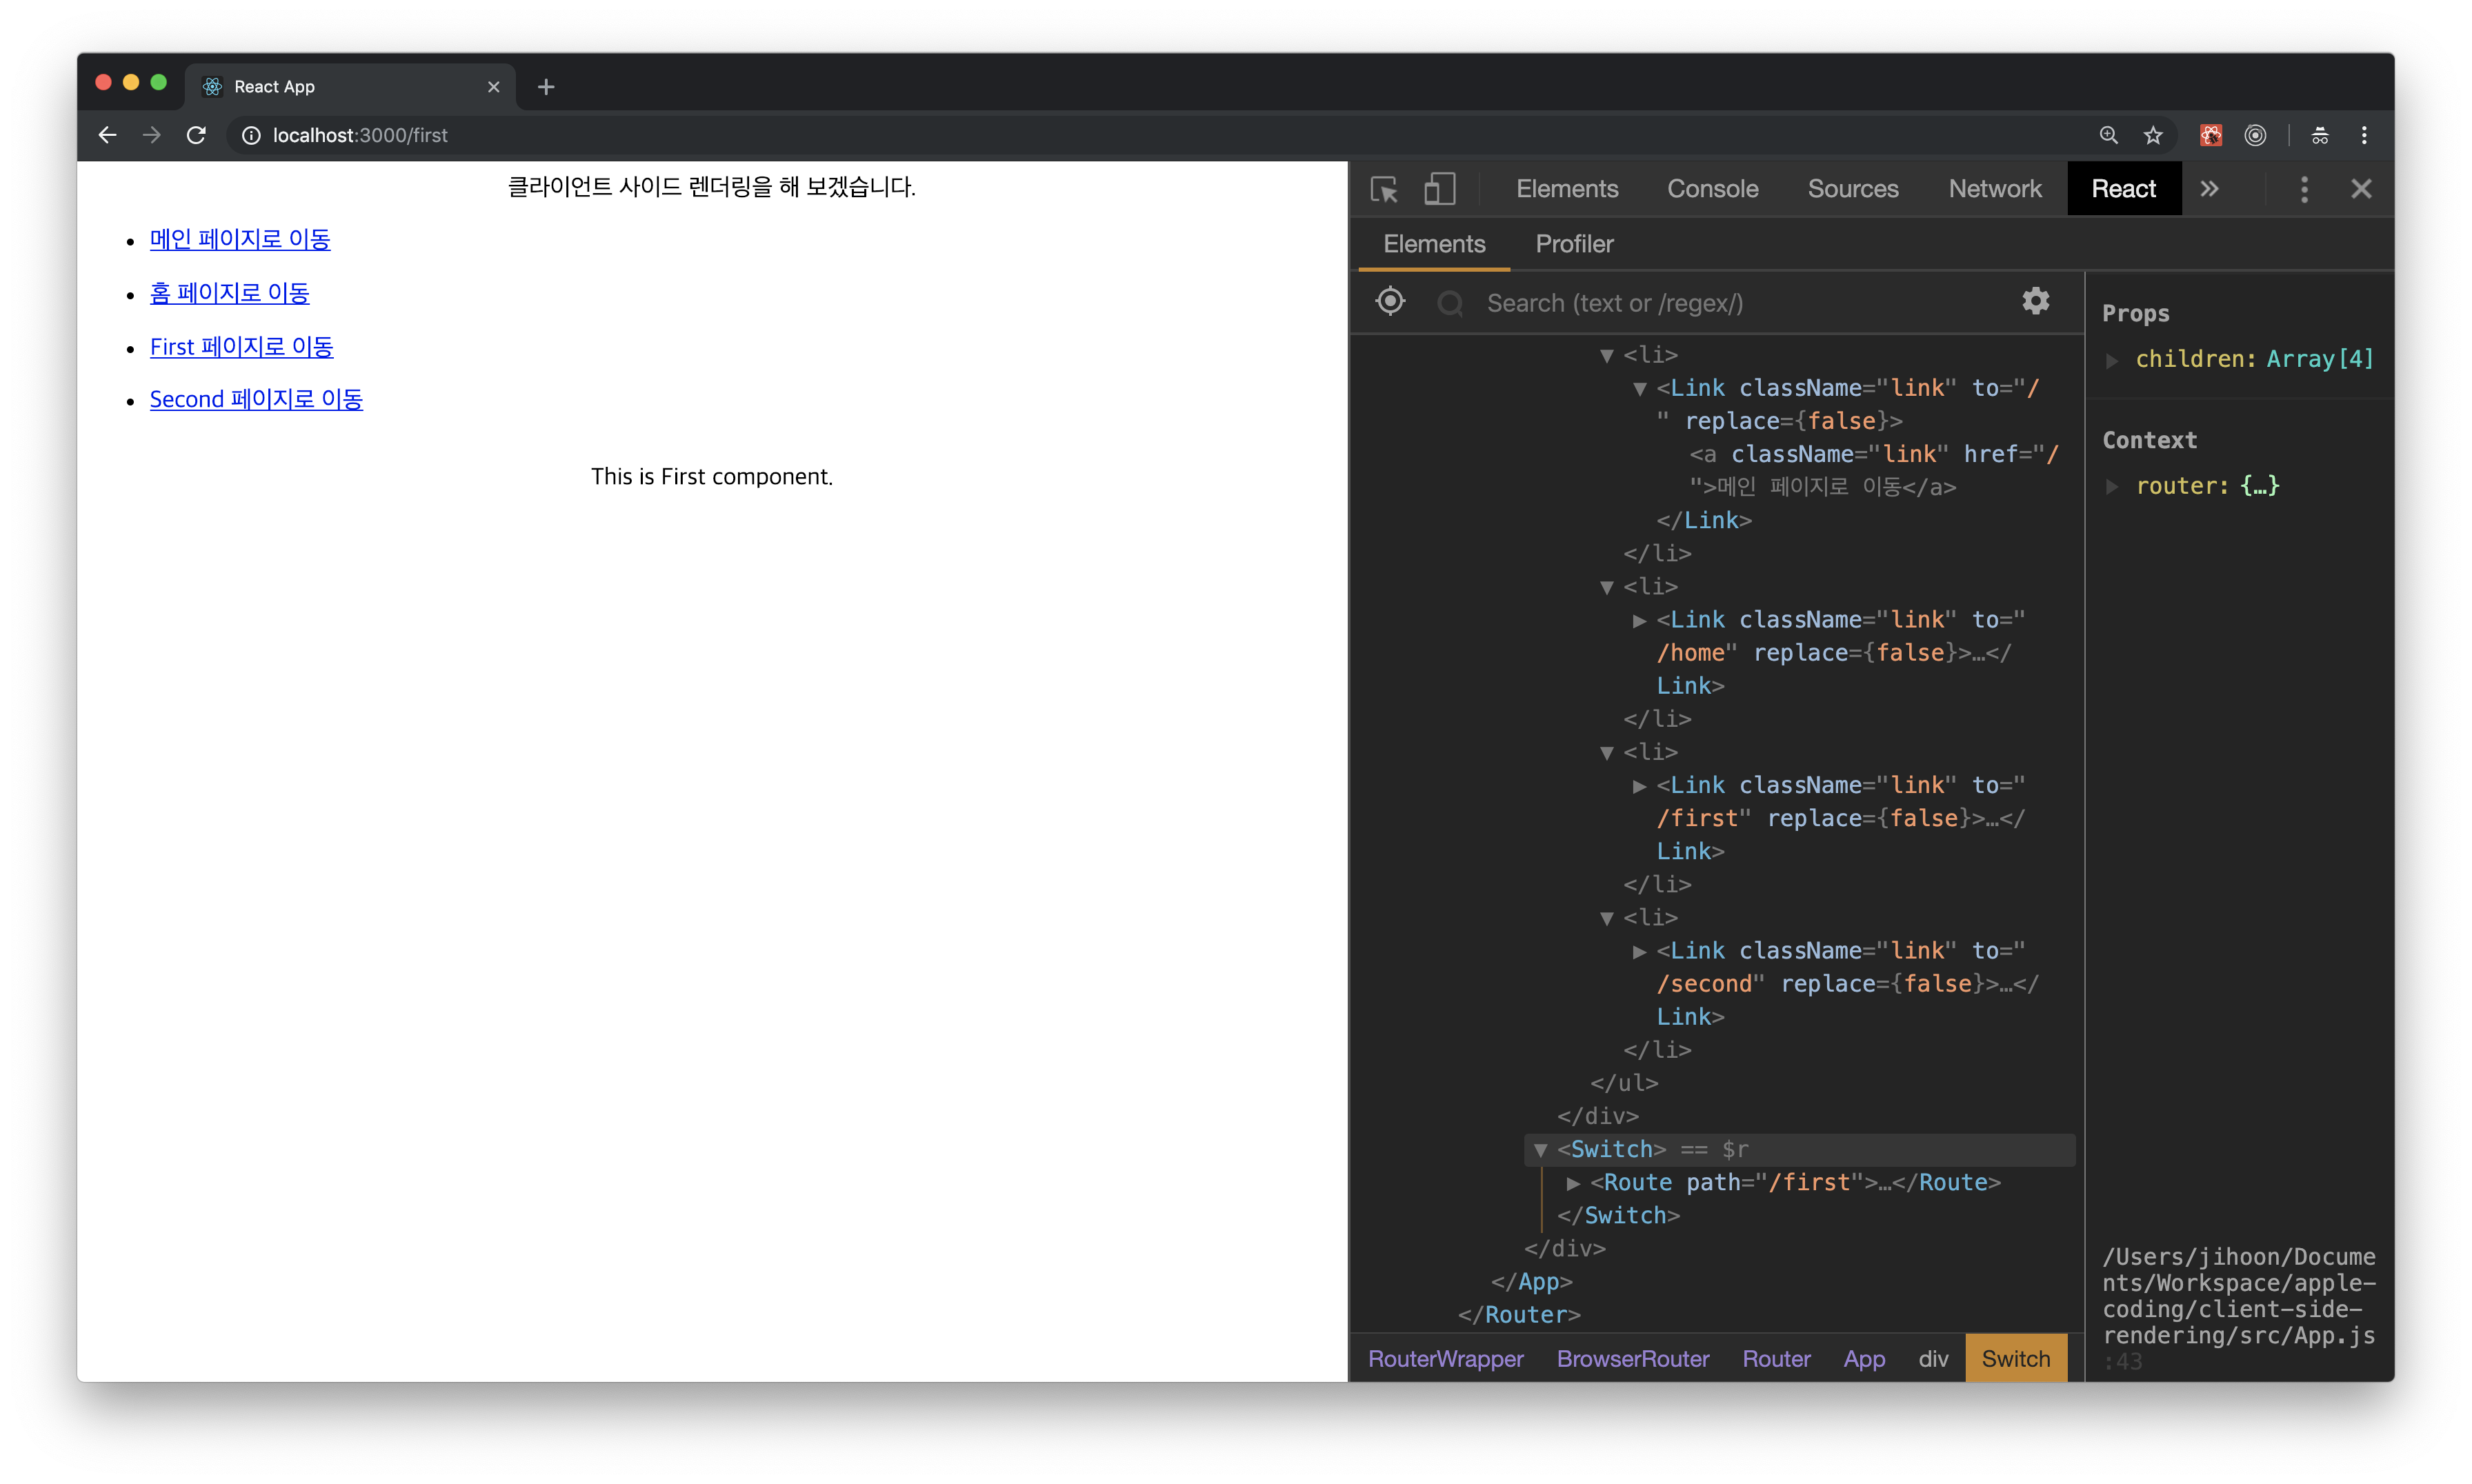 React App
localhost:3000/first
클라이언트 사이드 렌더링을 해 보겠습니다.
메인 페이지로 이동
홈 페이지로 이동
First 페이지로 이동
Second 페이지로 이동
This is First component.
Elements Console Sources Network React
Elements Profiler
Search (text or /regex/)
▼ <li>
▼ <Link className="link" to="/
" replace={false}>
<a className="link" href="/
">메인 페이지로 이동</a>
</Link>
</li>
▼ <li>
▶ <Link className="link" to="
/home" replace={false}>…</
Link>
</li>
▼ <li>
▶ <Link className="link" to="
/first" replace={false}>…</
Link>
</li>
▼ <li>
▶ <Link className="link" to="
/second" replace={false}>…</
Link>
</li>
</ul>
</div>
▼ <Switch> == $r
▶ <Route path="/first">…</Route>
</Switch>
</div>
</App>
</Router>
RouterWrapper BrowserRouter Router App div Switch
Props
children: Array[4]
Context
router: {…}
/Users/jihoon/Docume
nts/Workspace/apple-
coding/client-side-
rendering/src/App.js
:43